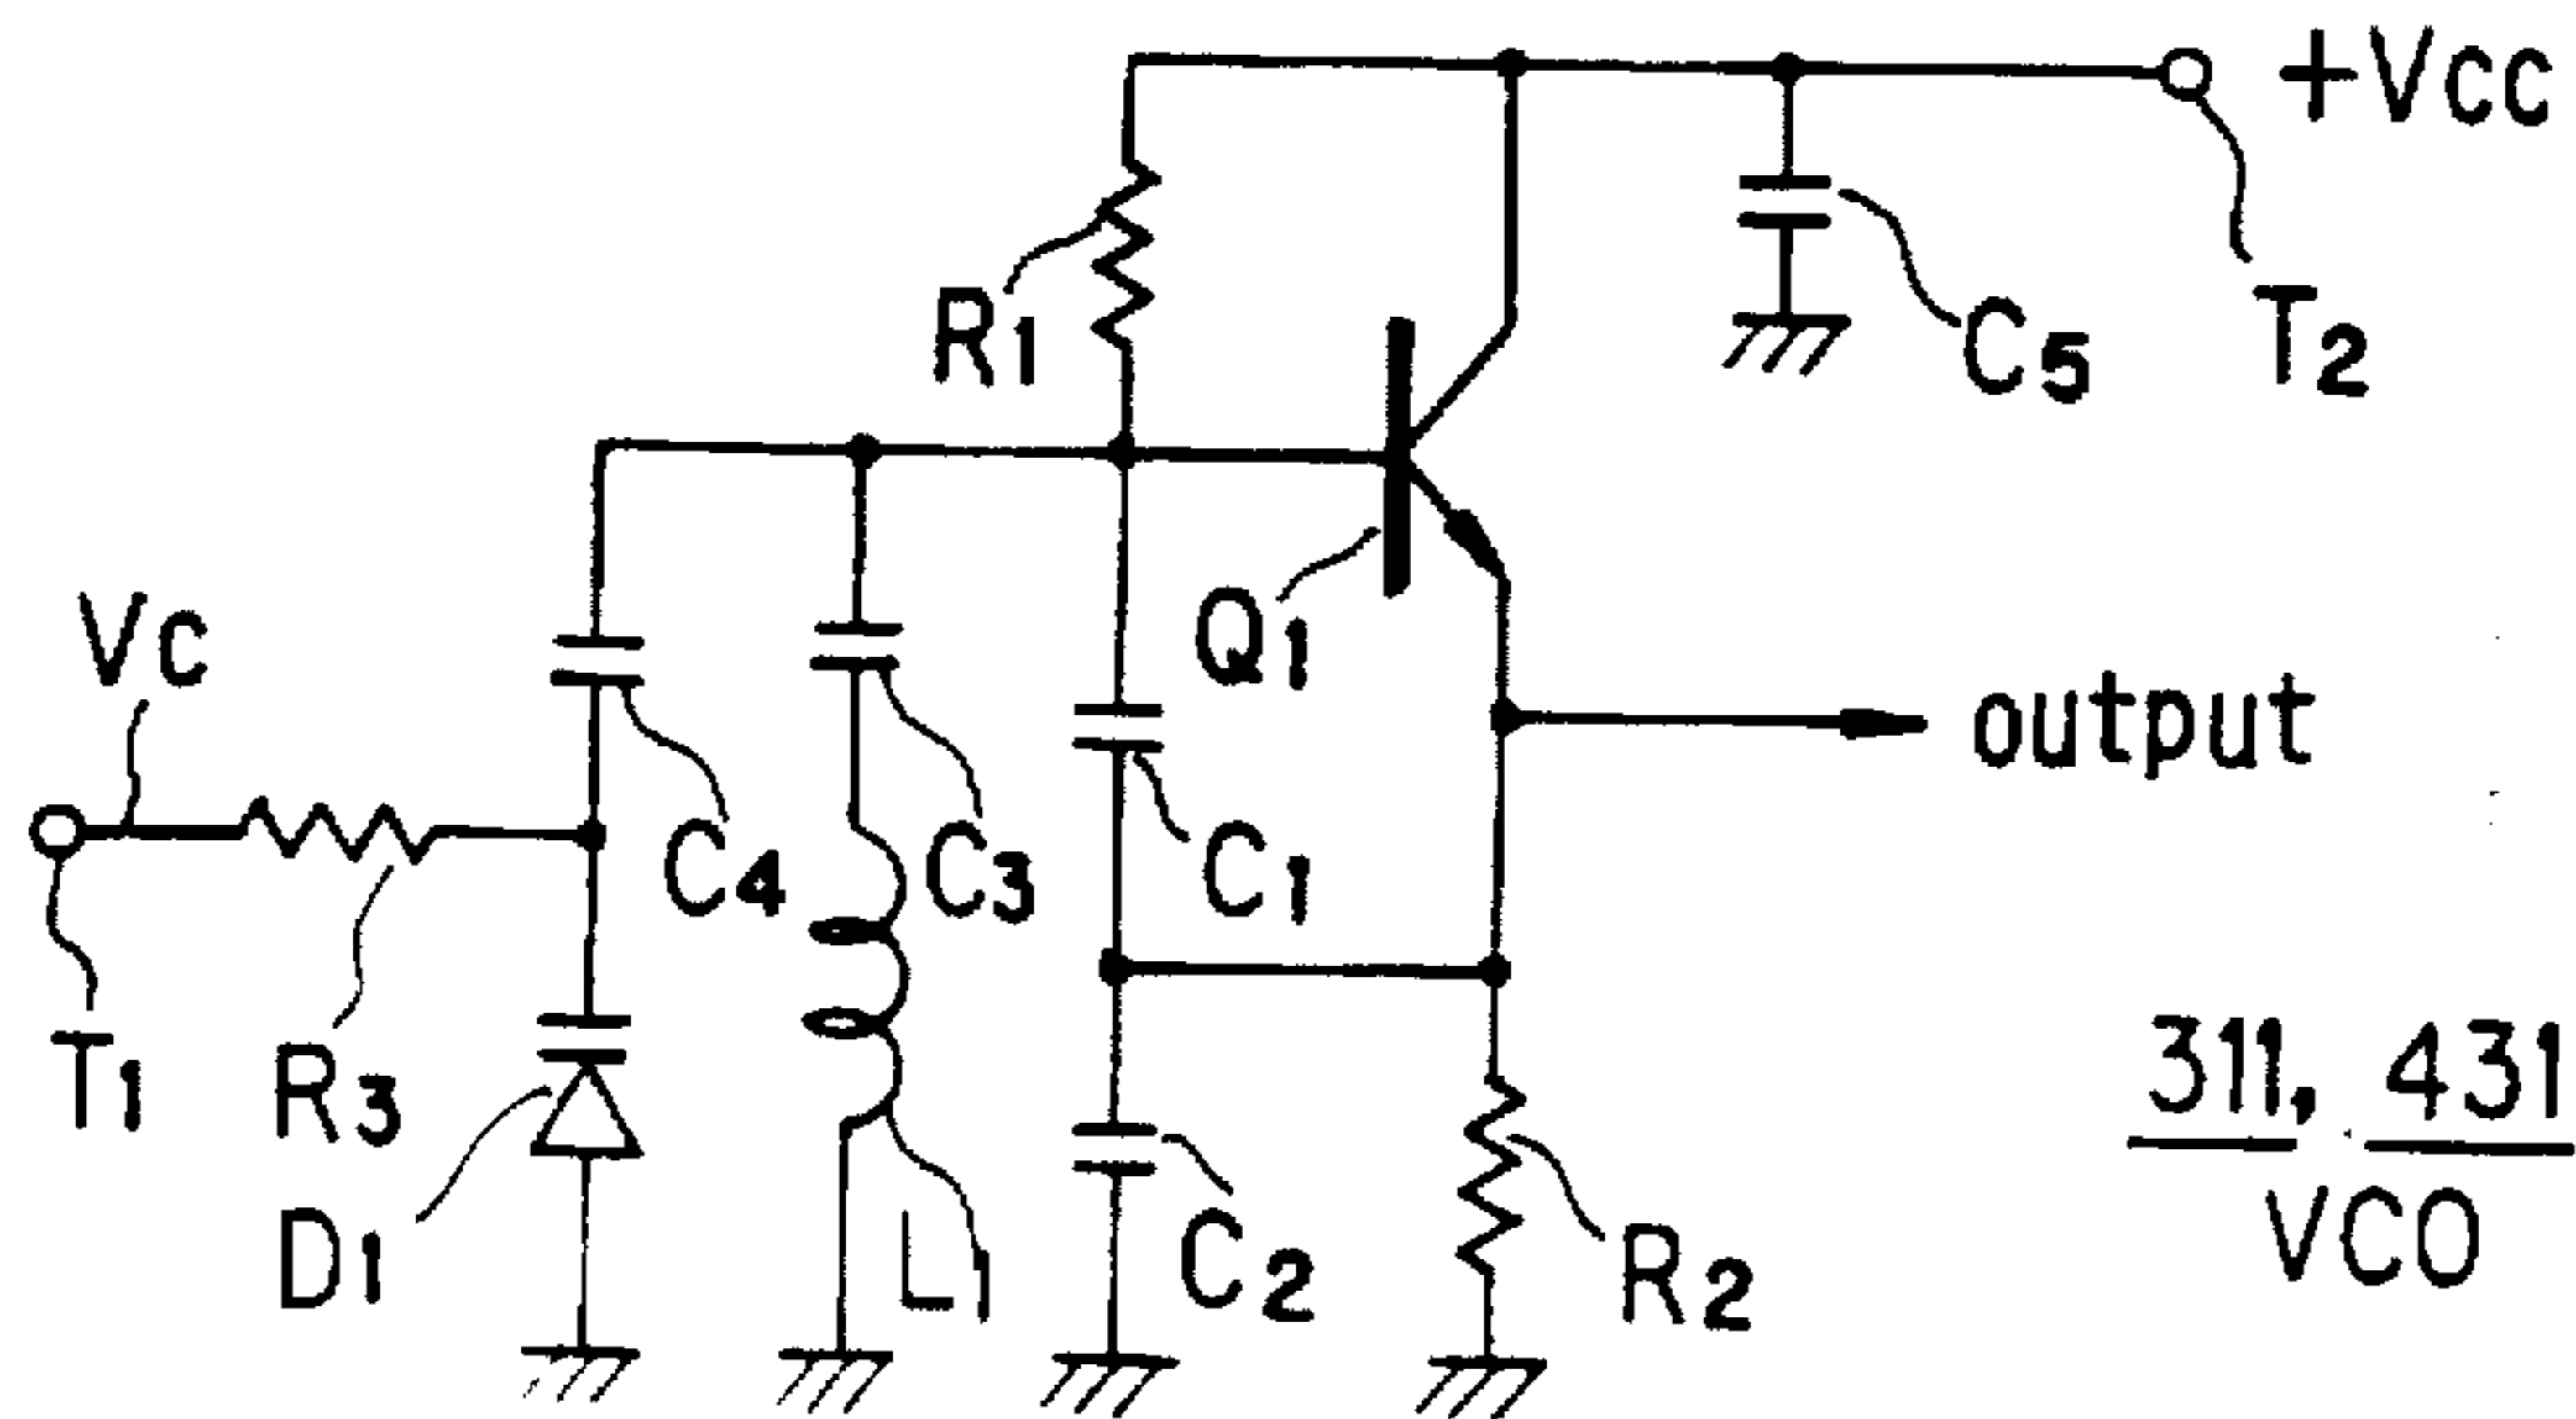 +Vcc
R1
C5
T2
Vc
Q1
output
C4
C3
C1
T1
R3
D1
L1
C2
R2
311, 431
VCO